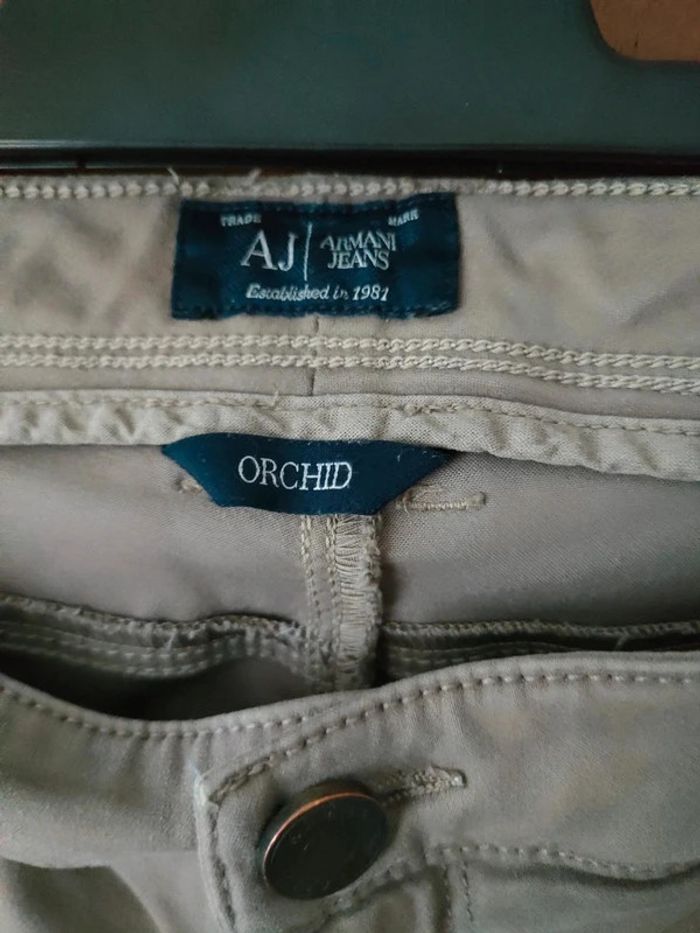 TRADE MARK
AJ | ARMANI
JEANS
Established in 1981
ORCHID